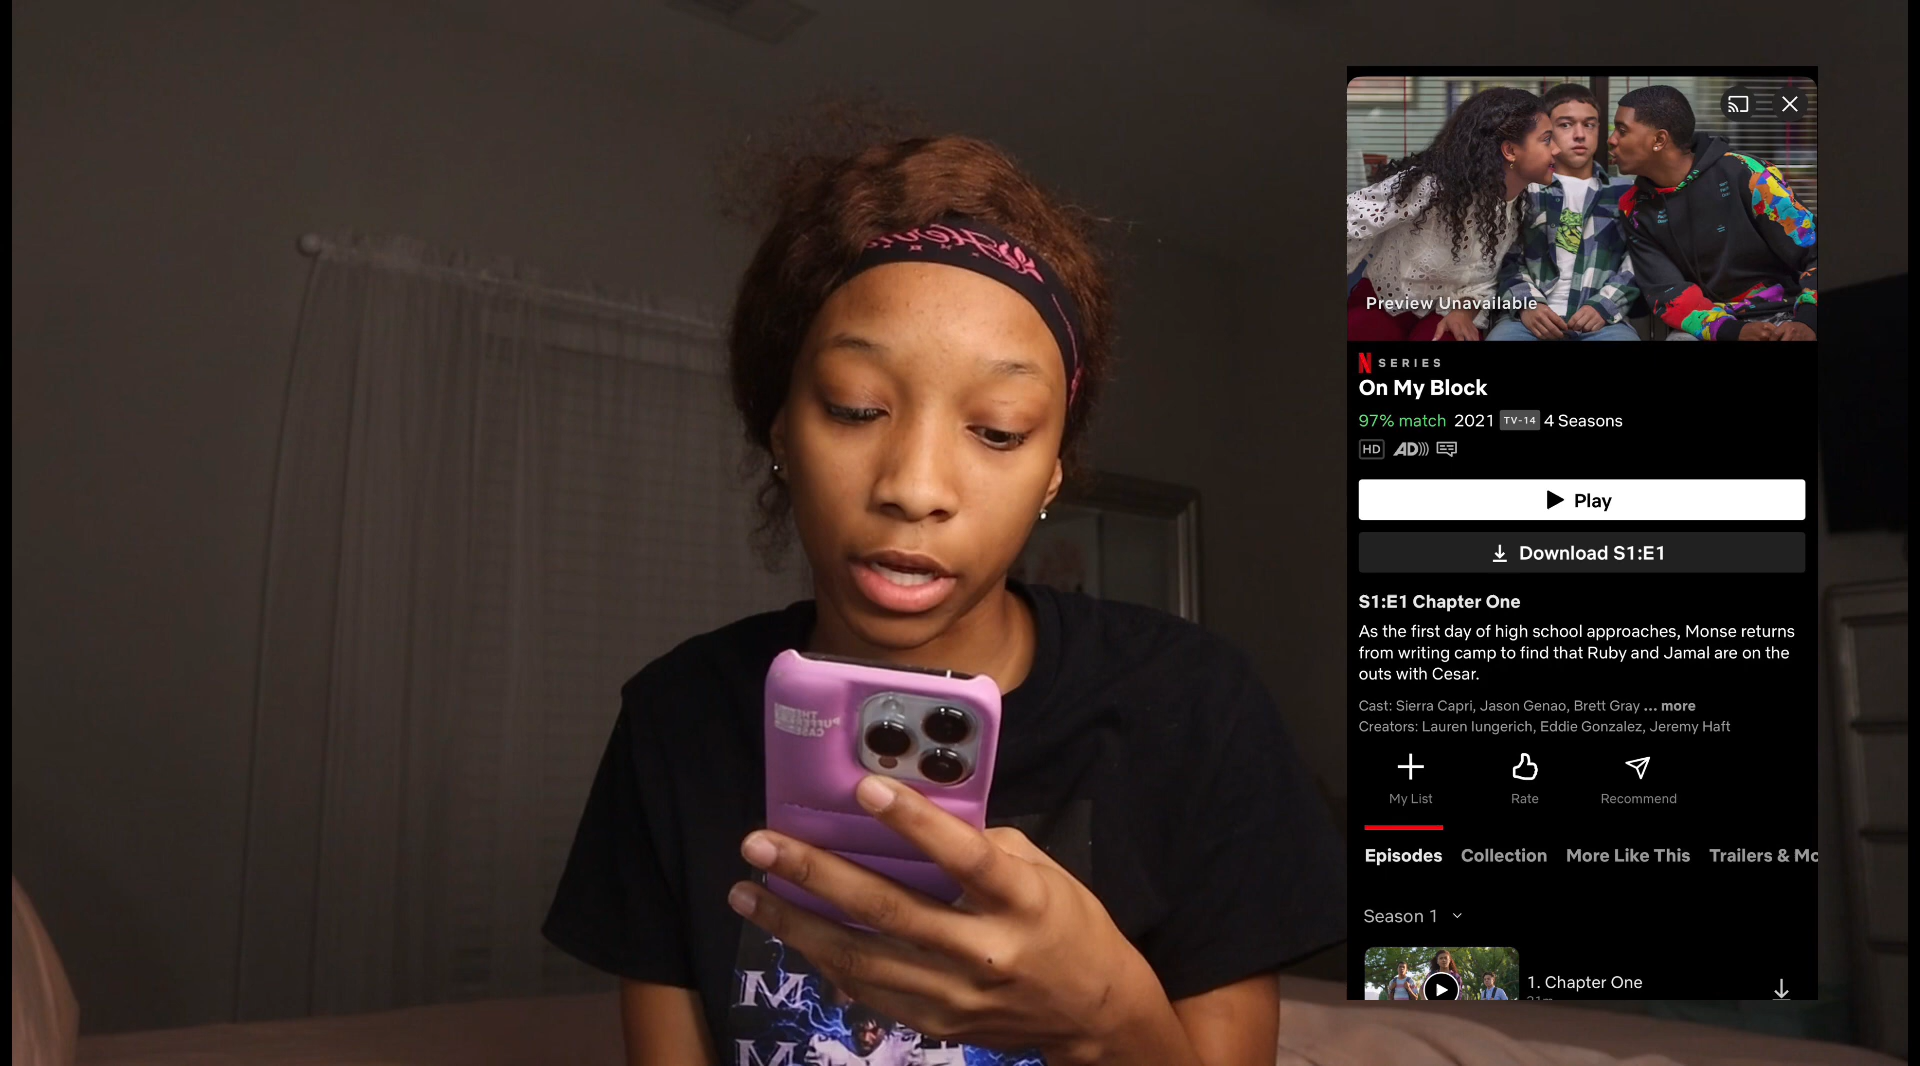 THE
PUFFER
CASE
M
M
Preview Unavailable
N SERIES
On My Block
97% match 2021 TV-14 4 Seasons
HD AD
Play
Download S1:E1
S1:E1 Chapter One
As the first day of high school approaches, Monse returns
from writing camp to find that Ruby and Jamal are on the
outs with Cesar.
Cast: Sierra Capri, Jason Genao, Brett Gray ... more
Creators: Lauren Iungerich, Eddie Gonzalez, Jeremy Haft
My List Rate Recommend
Episodes Collection More Like This Trailers & Mo
Season 1
1. Chapter One